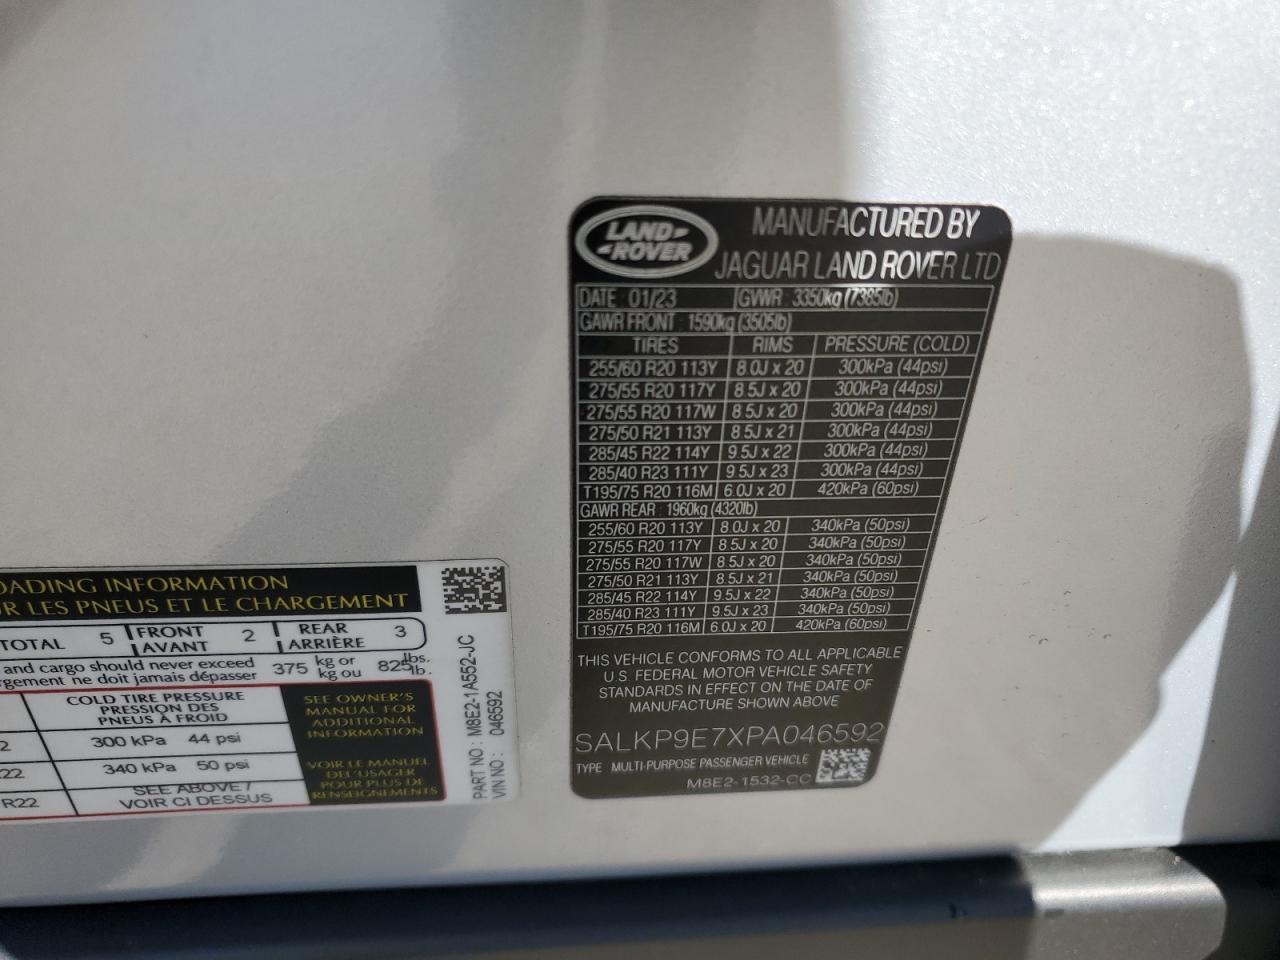 LAND ROVER
MANUFACTURED BY
JAGUAR LAND ROVER LTD
DATE 01/23 GVWR 3350kg (7385lb)
GAWR FRONT 1590kg (3505lb)
TIRES RIMS PRESSURE (COLD)
255/60 R20 113Y 8.0J x 20 300kPa (44psi)
275/55 R20 117Y 8.5J x 20 300kPa (44psi)
275/55 R20 117W 8.5J x 20 300kPa (44psi)
275/50 R21 113Y 8.5J x 21 300kPa (44psi)
285/45 R22 114Y 9.5J x 22 300kPa (44psi)
285/40 R23 111Y 9.5J x 23 300kPa (44psi)
T195/75 R20 116M 6.0J x 20 420kPa (60psi)
GAWR REAR 1960kg (4320lb)
255/60 R20 113Y 8.0J x 20 340kPa (50psi)
275/55 R20 117Y 8.5J x 20 340kPa (50psi)
275/55 R20 117W 8.5J x 20 340kPa (50psi)
275/50 R21 113Y 8.5J x 21 340kPa (50psi)
285/45 R22 114Y 9.5J x 22 340kPa (50psi)
285/40 R23 111Y 9.5J x 23 340kPa (50psi)
T195/75 R20 116M 6.0J x 20 420kPa (60psi)
THIS VEHICLE CONFORMS TO ALL APPLICABLE
U.S. FEDERAL MOTOR VEHICLE SAFETY
STANDARDS IN EFFECT ON THE DATE OF
MANUFACTURE SHOWN ABOVE
SALKP9E7XPA046592
TYPE MULTI-PURPOSE PASSENGER VEHICLE
M8E2-1532-CC
OADING INFORMATION
R LES PNEUS ET LE CHARGEMENT
TOTAL 5 FRONT AVANT 2 REAR ARRIÈRE 3
and cargo should never exceed 375 kg or 825 lbs.
rgement ne doit jamais dépasser kg ou lb.
COLD TIRE PRESSURE
PRESSION DES
PNEUS À FROID
2 300 kPa 44 psi
22 340 kPa 50 psi
R22 SEE ABOVE /
VOIR CI DESSUS
SEE OWNER'S
MANUAL FOR
ADDITIONAL
INFORMATION
VOIR LE MANUEL
DE L'USAGER
POUR PLUS DE
RENSEIGNEMENTS
PART NO : M8E2-1A552-JC
VIN NO : 046592